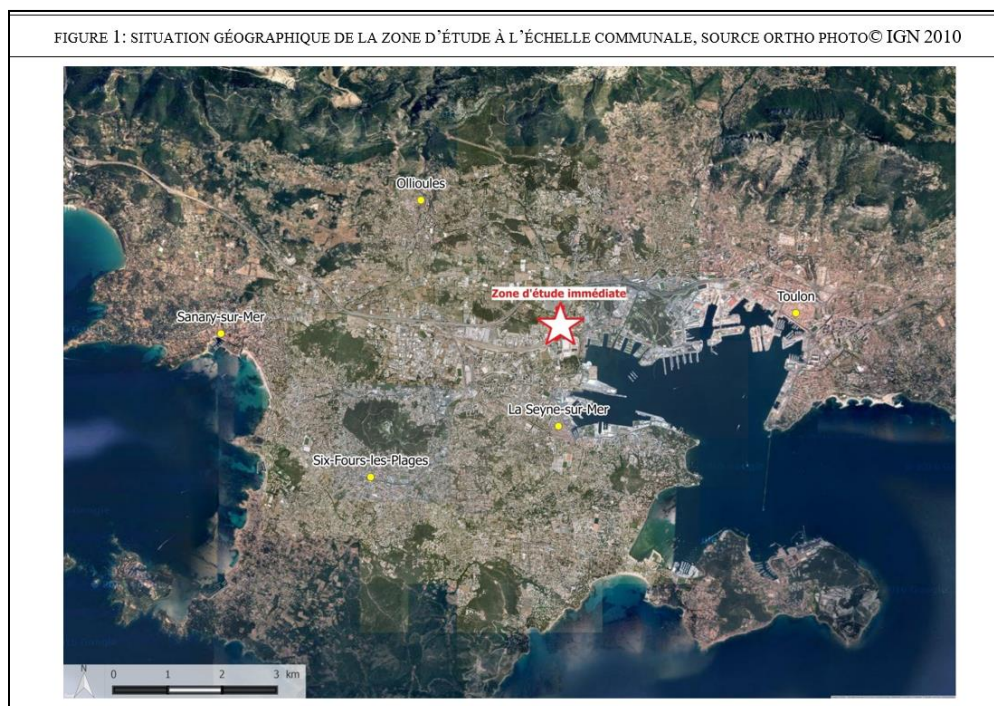 FIGURE 1: SITUATION GÉOGRAPHIQUE DE LA ZONE D'ÉTUDE À L'ÉCHELLE COMMUNALE, SOURCE ORTHO PHOTO© IGN 2010
Ollioules
Zone d'étude immédiate
Toulon
Sanary-sur-Mer
La Seyne-sur-Mer
Six-Fours-les-Plages
N
0 1 2 3 km